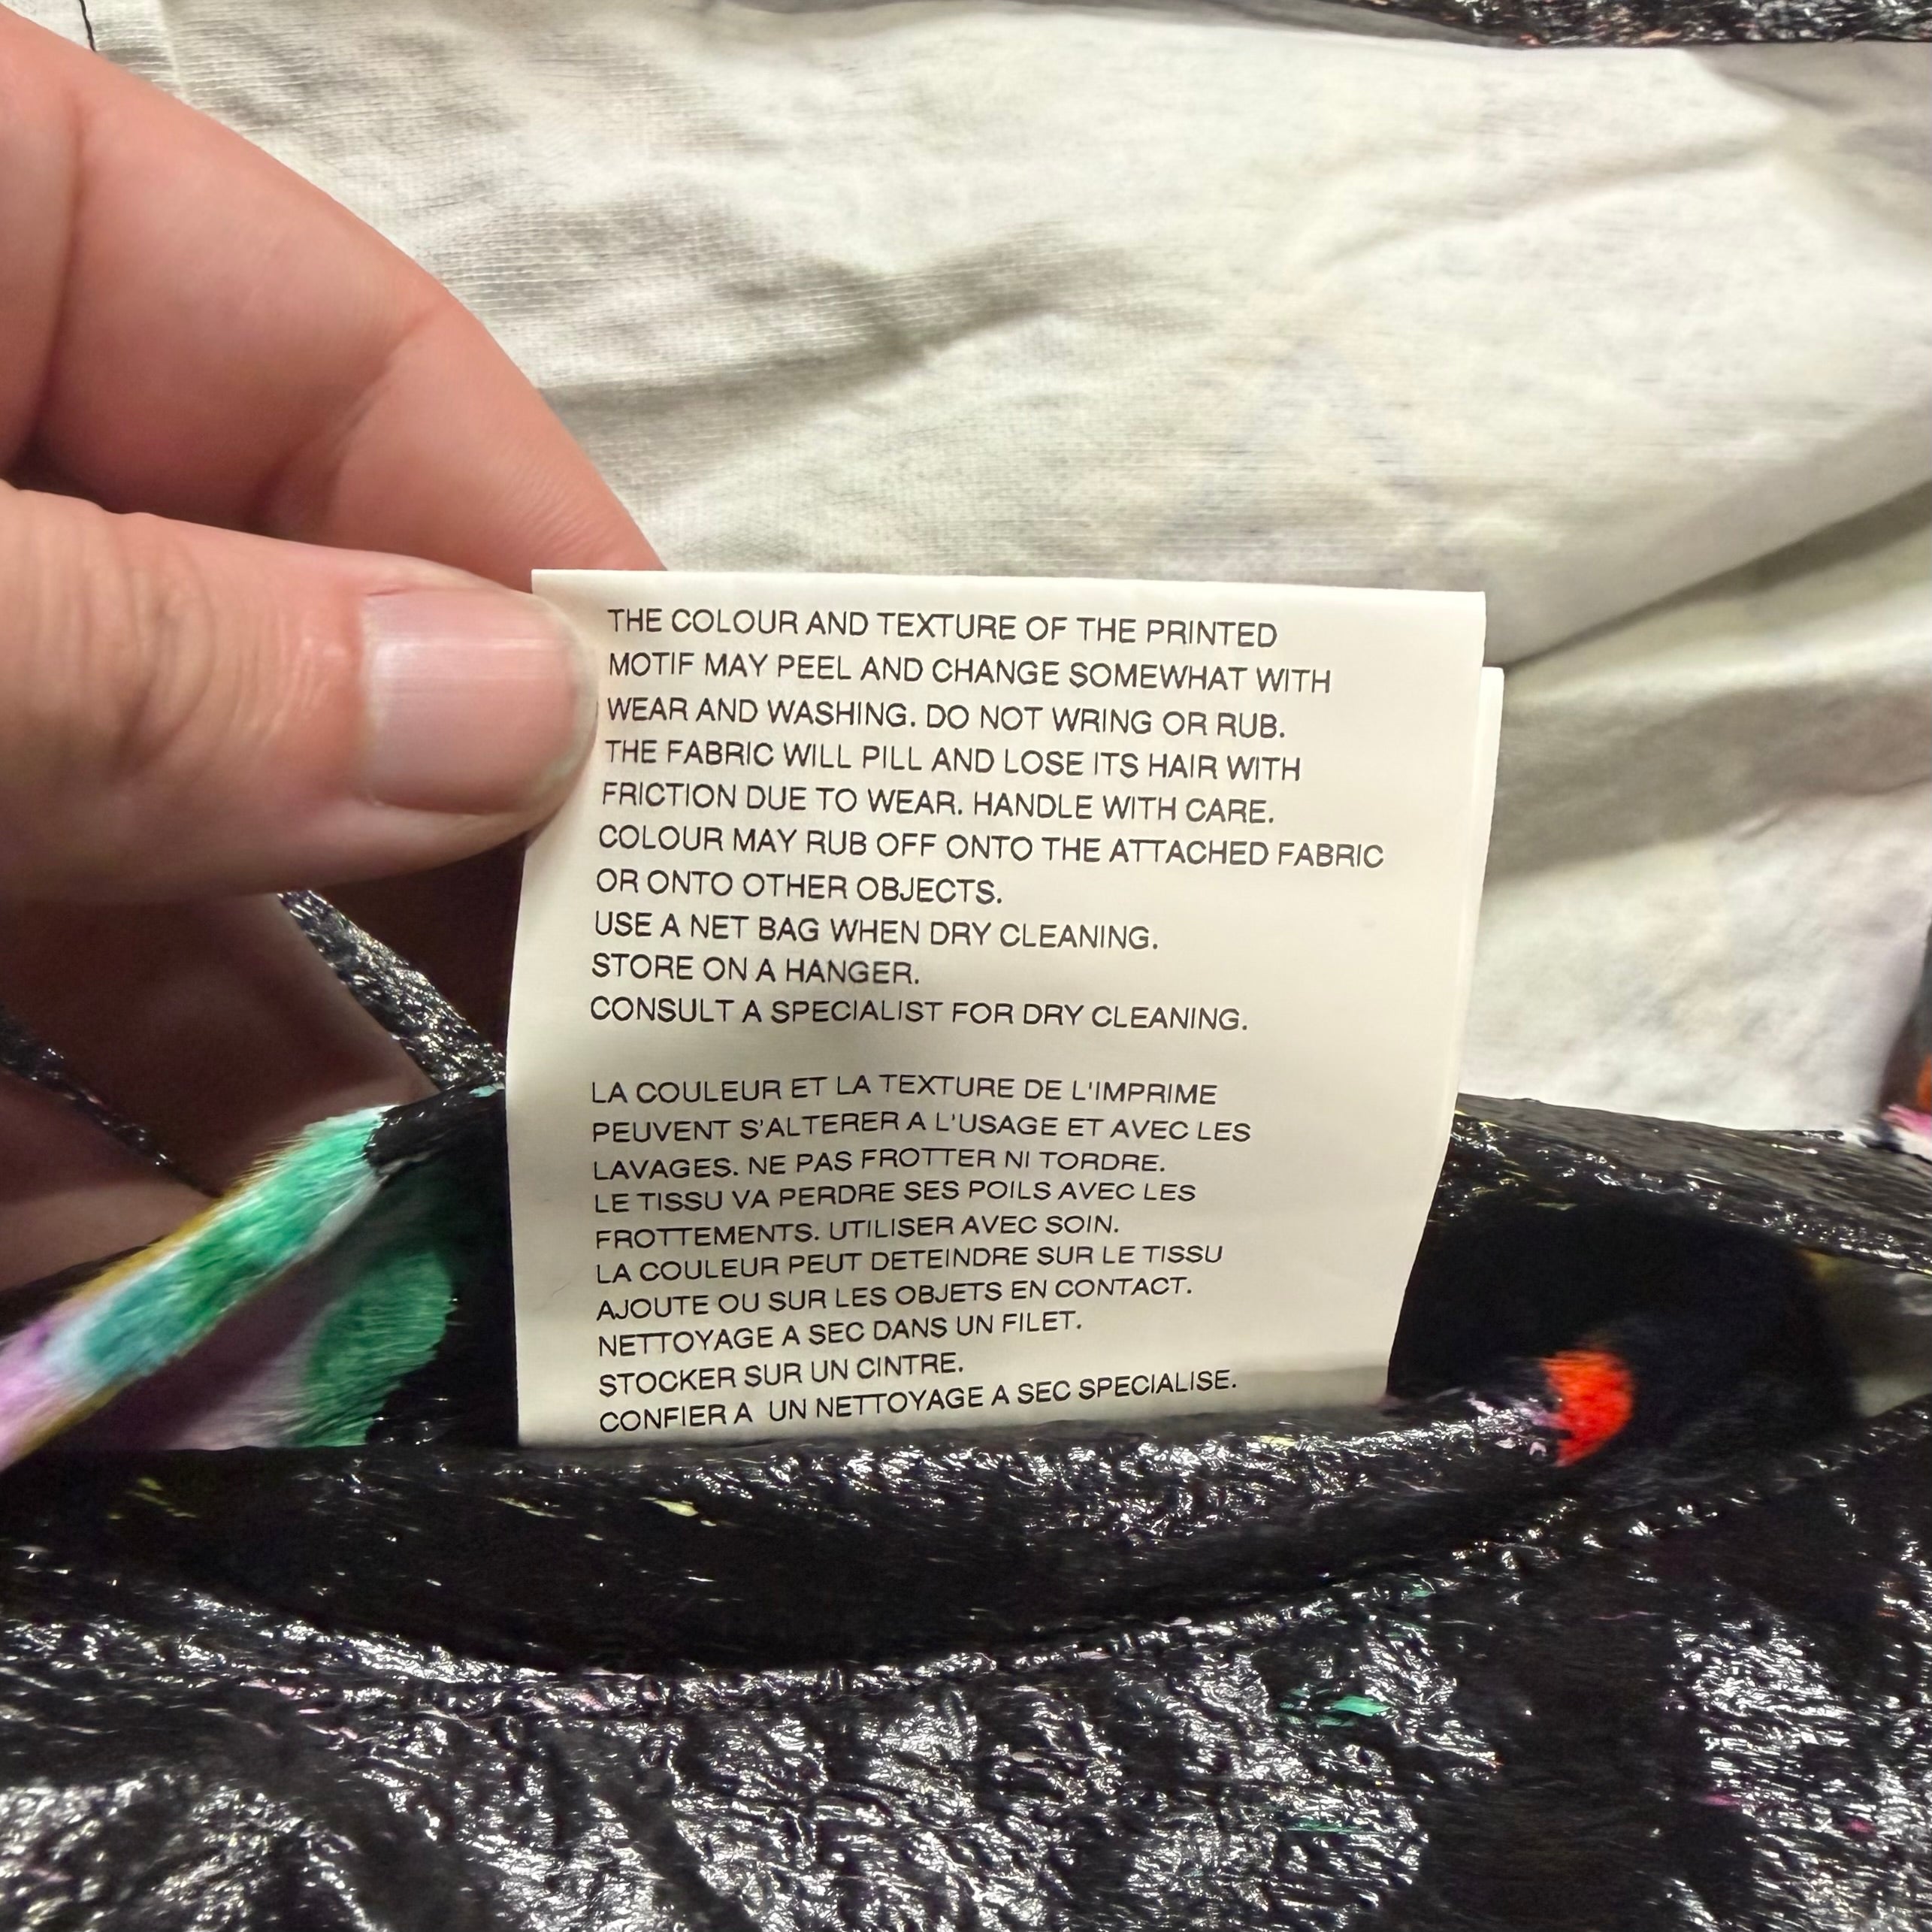 THE COLOUR AND TEXTURE OF THE PRINTED
MOTIF MAY PEEL AND CHANGE SOMEWHAT WITH
WEAR AND WASHING. DO NOT WRING OR RUB.
THE FABRIC WILL PILL AND LOSE ITS HAIR WITH
FRICTION DUE TO WEAR. HANDLE WITH CARE.
COLOUR MAY RUB OFF ONTO THE ATTACHED FABRIC
OR ONTO OTHER OBJECTS.
USE A NET BAG WHEN DRY CLEANING.
STORE ON A HANGER.
CONSULT A SPECIALIST FOR DRY CLEANING.
LA COULEUR ET LA TEXTURE DE L'IMPRIME
PEUVENT S'ALTERER A L'USAGE ET AVEC LES
LAVAGES. NE PAS FROTTER NI TORDRE.
LE TISSU VA PERDRE SES POILS AVEC LES
FROTTEMENTS. UTILISER AVEC SOIN.
LA COULEUR PEUT DETEINDRE SUR LE TISSU
AJOUTE OU SUR LES OBJETS EN CONTACT.
NETTOYAGE A SEC DANS UN FILET.
STOCKER SUR UN CINTRE.
CONFIER A UN NETTOYAGE A SEC SPECIALISE.